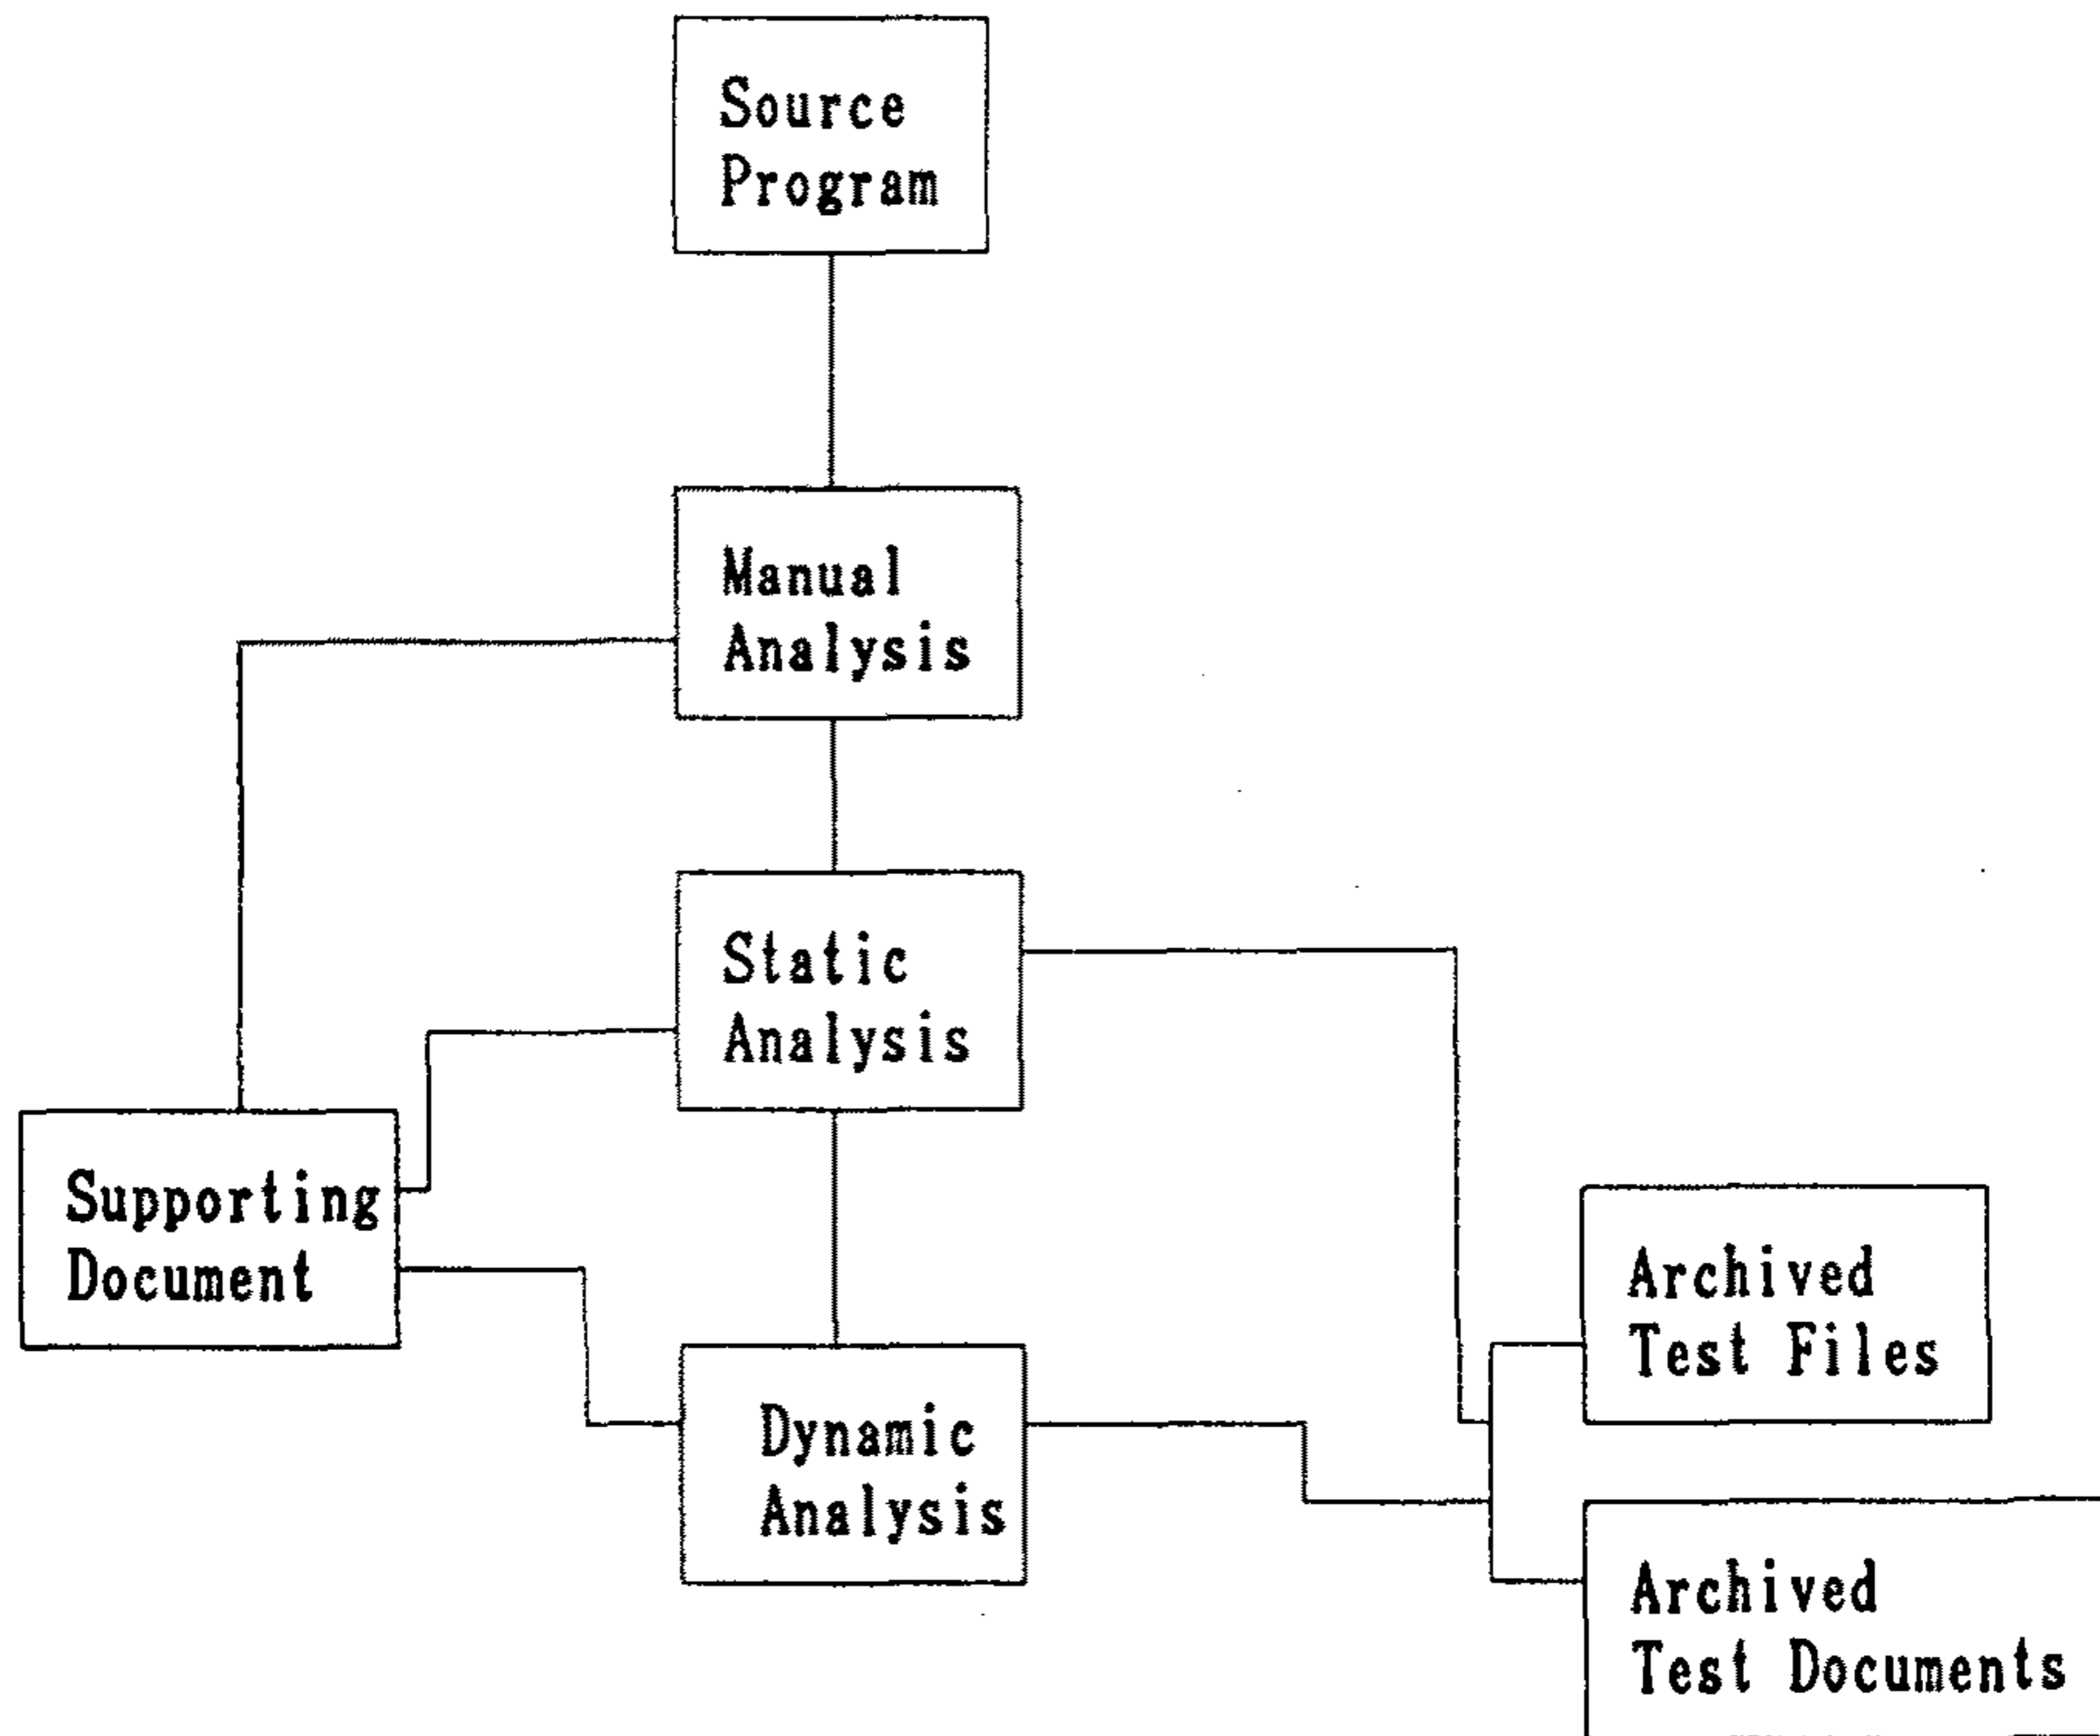 Source
Program
Manual
Analysis
Static
Analysis
Supporting
Document
Archived
Test Files
Dynamic
Analysis
Archived
Test Documents